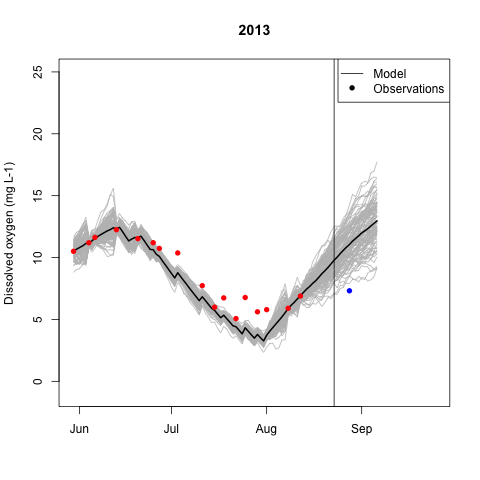 2013
Dissolved oxygen (mg L-1)
25
20
15
10
5
0
Jun
Jul
Aug
Sep
Model
Observations